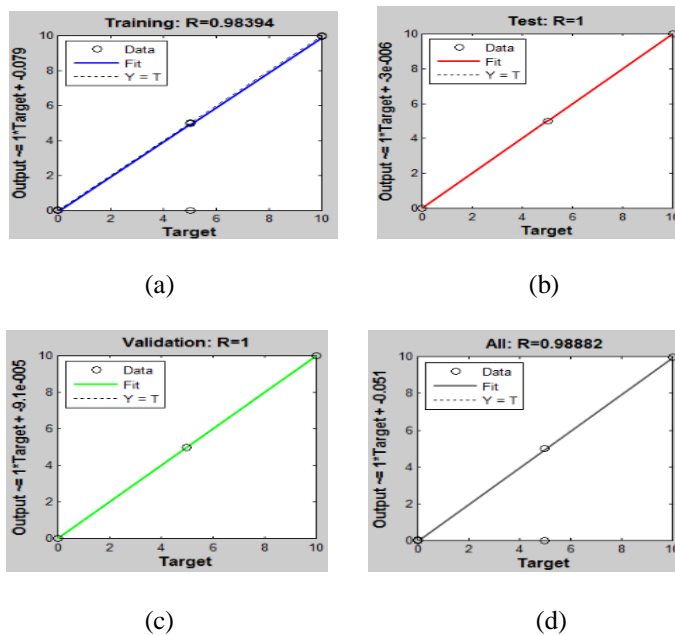 Training: R=0.98394
Output ~= 1*Target + -0.079
10
8
6
4
2
0
Data
Fit
Y = T
0 2 4 6 8 10
Target
(a)
Test: R=1
Output ~= 1*Target + -3e-006
10
8
6
4
2
0
Data
Fit
Y = T
0 2 4 6 8 10
Target
(b)
Validation: R=1
Output ~= 1*Target + -9.1e-005
10
8
6
4
2
0
Data
Fit
Y = T
0 2 4 6 8 10
Target
(c)
All: R=0.98882
Output ~= 1*Target + -0.051
10
8
6
4
2
0
Data
Fit
Y = T
0 2 4 6 8 10
Target
(d)